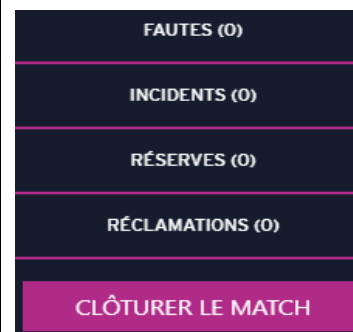 FAUTES (0)
INCIDENTS (0)
RÉSERVES (0)
RÉCLAMATIONS (0)
CLÔTURER LE MATCH